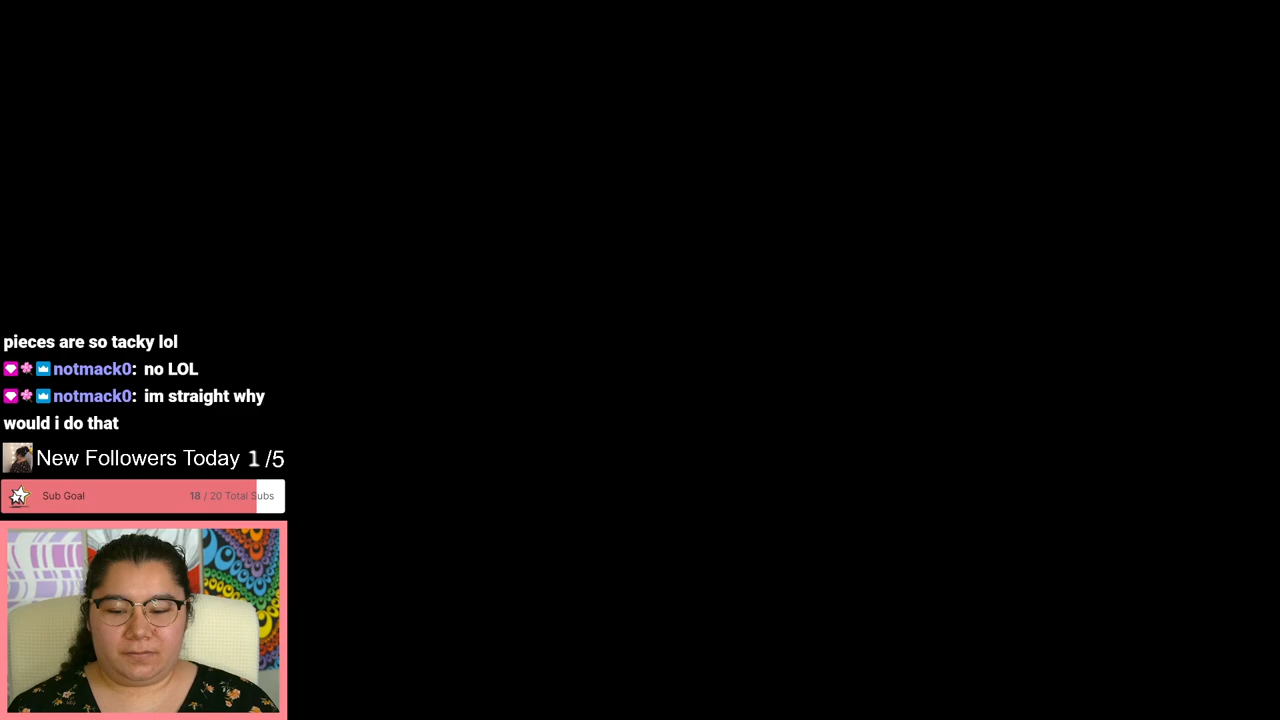 pieces are so tacky lol
notmack0: no LOL
notmack0: im straight why
would i do that
New Followers Today 1 /5
Sub Goal 18 / 20 Total Subs